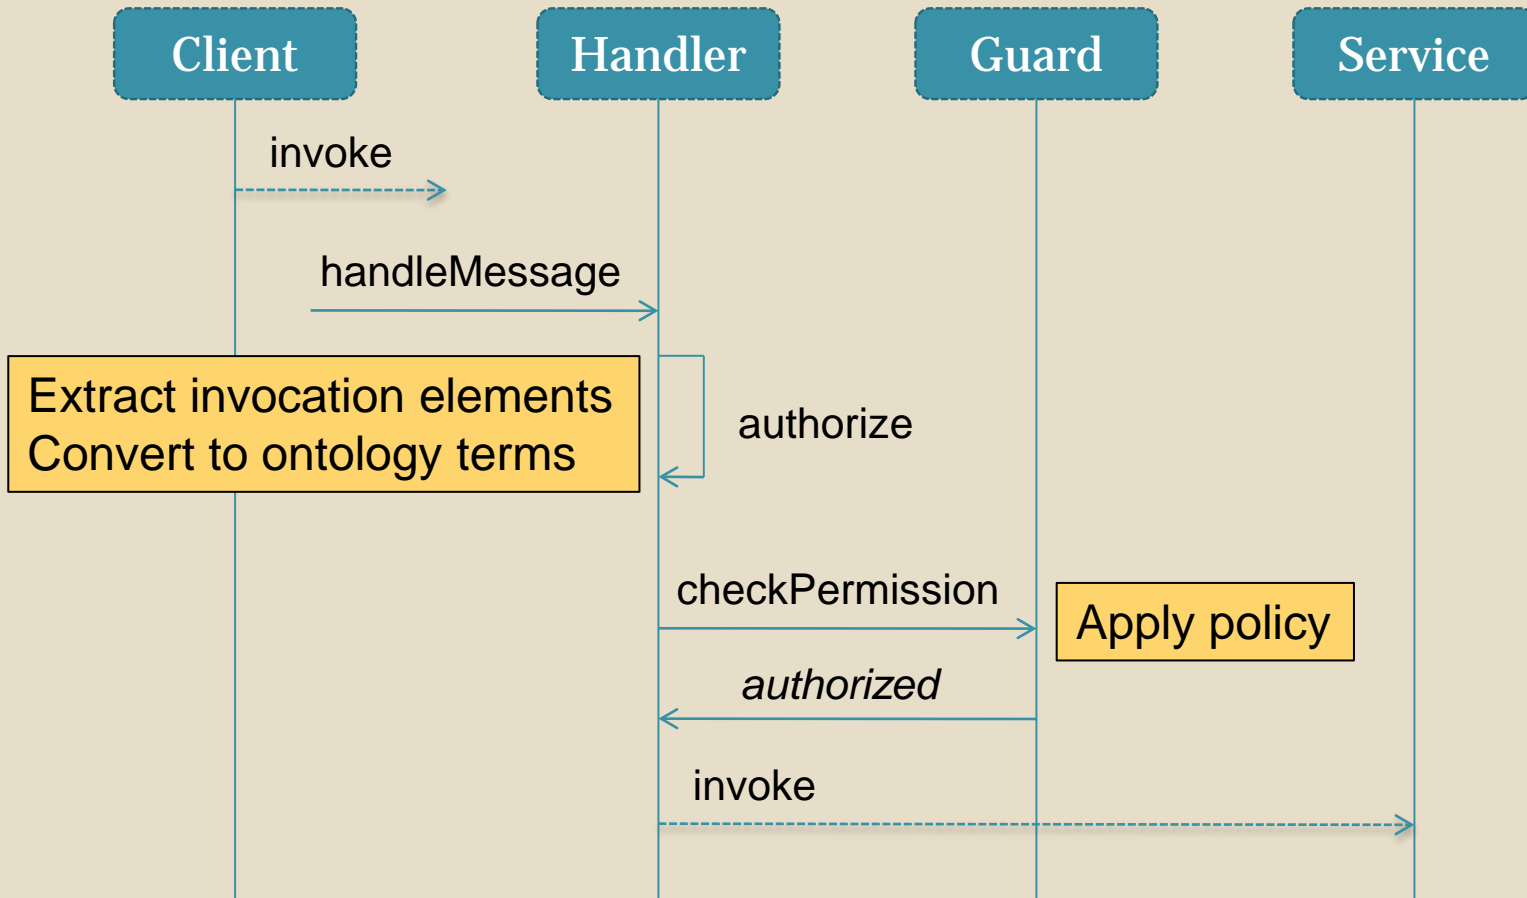 Client
Handler
Guard
Service
invoke
handleMessage
Extract invocation elements
Convert to ontology terms
authorize
checkPermission
Apply policy
authorized
invoke